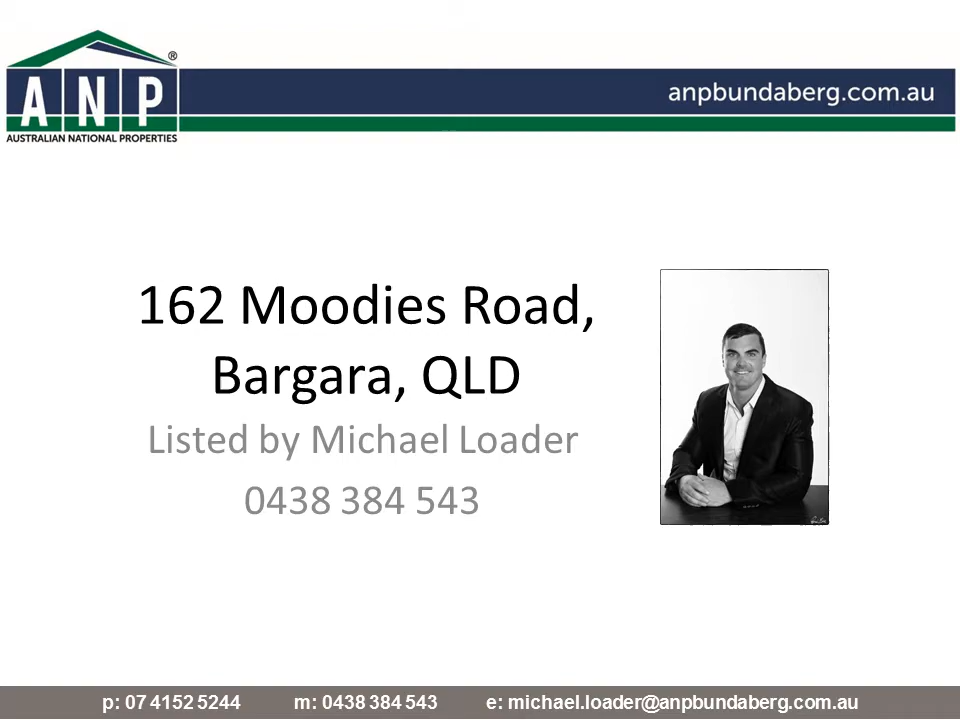 ®
ANP
AUSTRALIAN NATIONAL PROPERTIES
anpbundaberg.com.au
162 Moodies Road,
Bargara, QLD
Listed by Michael Loader
0438 384 543
p: 07 4152 5244 m: 0438 384 543 e: michael.loader@anpbundaberg.com.au